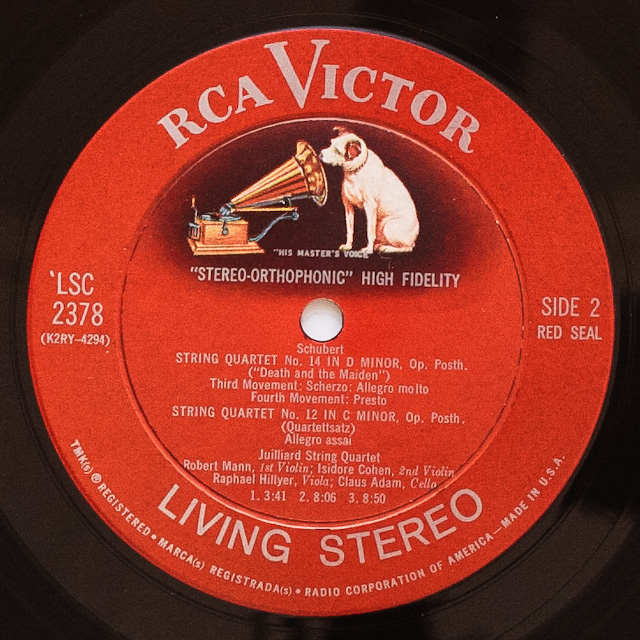 RCA VICTOR
"HIS MASTER'S VOICE"
"STEREO-ORTHOPHONIC" HIGH FIDELITY
'LSC
2378
(K2RY-4294)
SIDE 2
RED SEAL
Schubert
STRING QUARTET No. 14 IN D MINOR, Op. Posth.
("Death and the Maiden")
Third Movement: Scherzo: Allegro molto
Fourth Movement: Presto
STRING QUARTET No. 12 IN C MINOR, Op. Posth.
(Quartettsatz)
Allegro assai
Juilliard String Quartet
Robert Mann, 1st Violin; Isidore Cohen, 2nd Violin
Raphael Hillyer, Viola; Claus Adam, Cello
1. 3:41 2. 8:06 3. 8:50
LIVING STEREO
TMK(s) ® REGISTERED • MARCA(s) REGISTRADA(s) • RADIO CORPORATION OF AMERICA—MADE IN U.S.A.